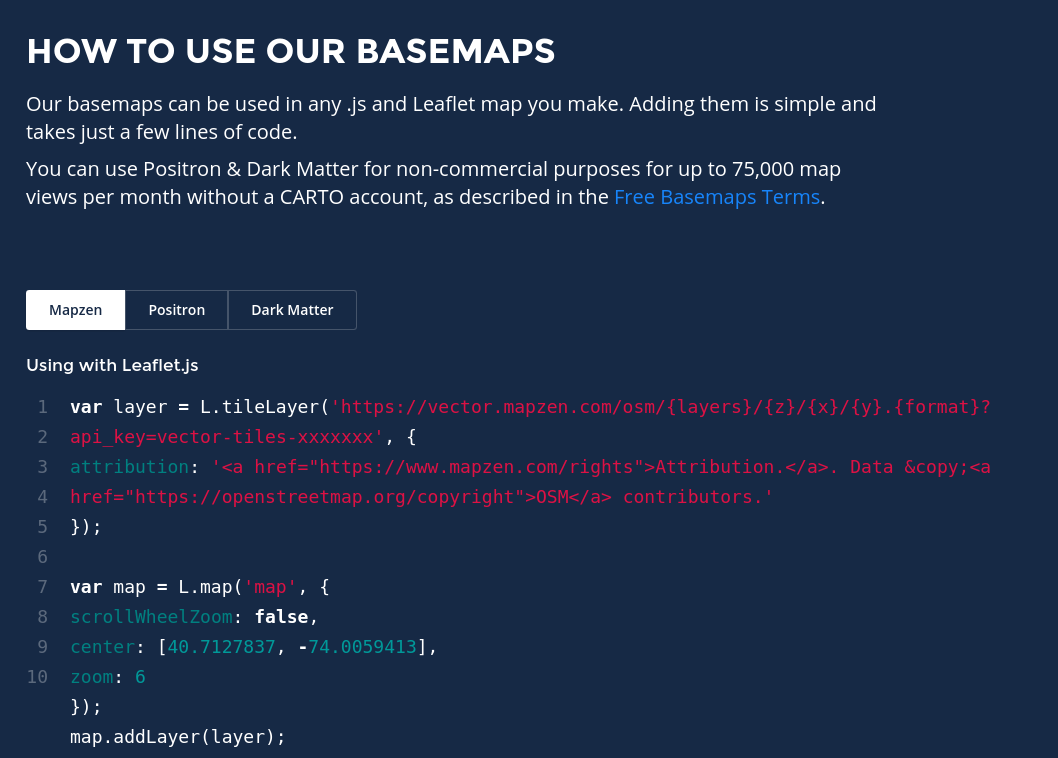 HOW TO USE OUR BASEMAPS
Our basemaps can be used in any .js and Leaflet map you make. Adding them is simple and
takes just a few lines of code.
You can use Positron & Dark Matter for non-commercial purposes for up to 75,000 map
views per month without a CARTO account, as described in the Free Basemaps Terms.
Mapzen Positron Dark Matter
Using with Leaflet.js
1 var layer = L.tileLayer('https://vector.mapzen.com/osm/{layers}/{z}/{x}/{y}.{format}?
2 api_key=vector-tiles-xxxxxxx', {
3 attribution: '<a href="https://www.mapzen.com/rights">Attribution.</a>. Data &copy;<a
4 href="https://openstreetmap.org/copyright">OSM</a> contributors.'
5 });
6
7 var map = L.map('map', {
8 scrollWheelZoom: false,
9 center: [40.7127837, -74.0059413],
10 zoom: 6
});
map.addLayer(layer);